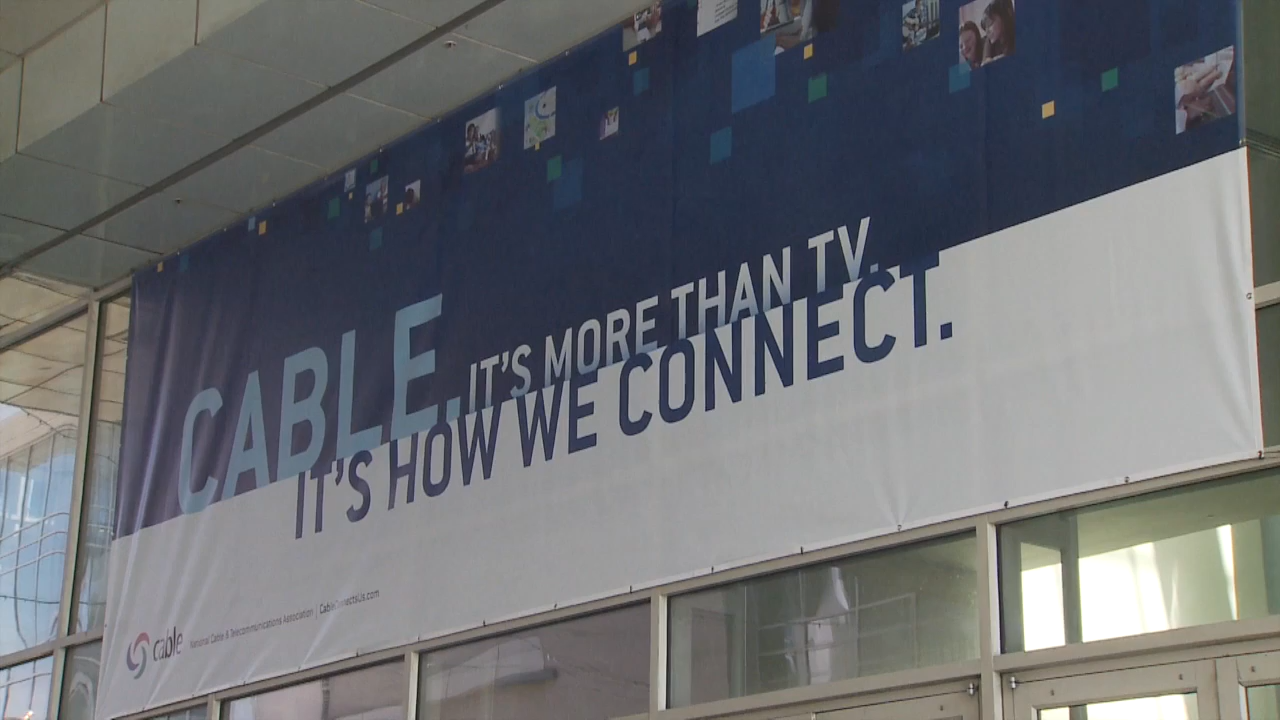 CABLE. IT'S MORE THAN TV.
IT'S HOW WE CONNECT.
cable National Cable & Telecommunications Association | CableConnectsUs.com